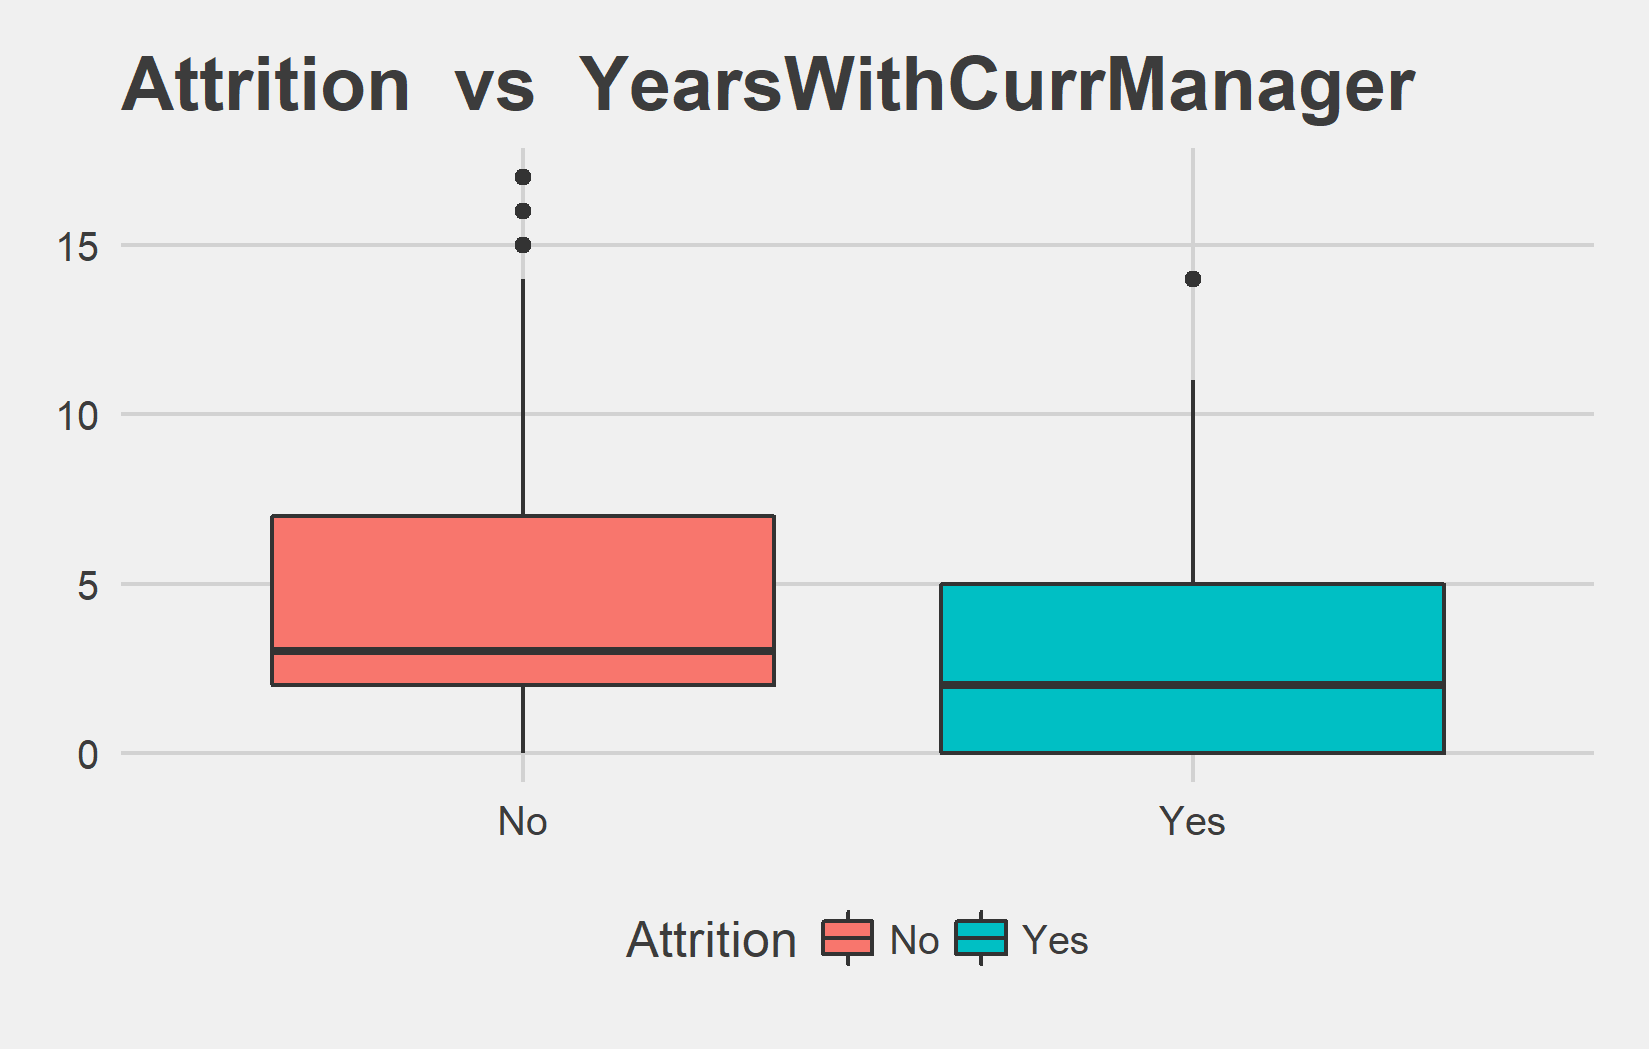 Attrition vs YearsWithCurrManager
15
10
5
0
No Yes
Attrition No Yes